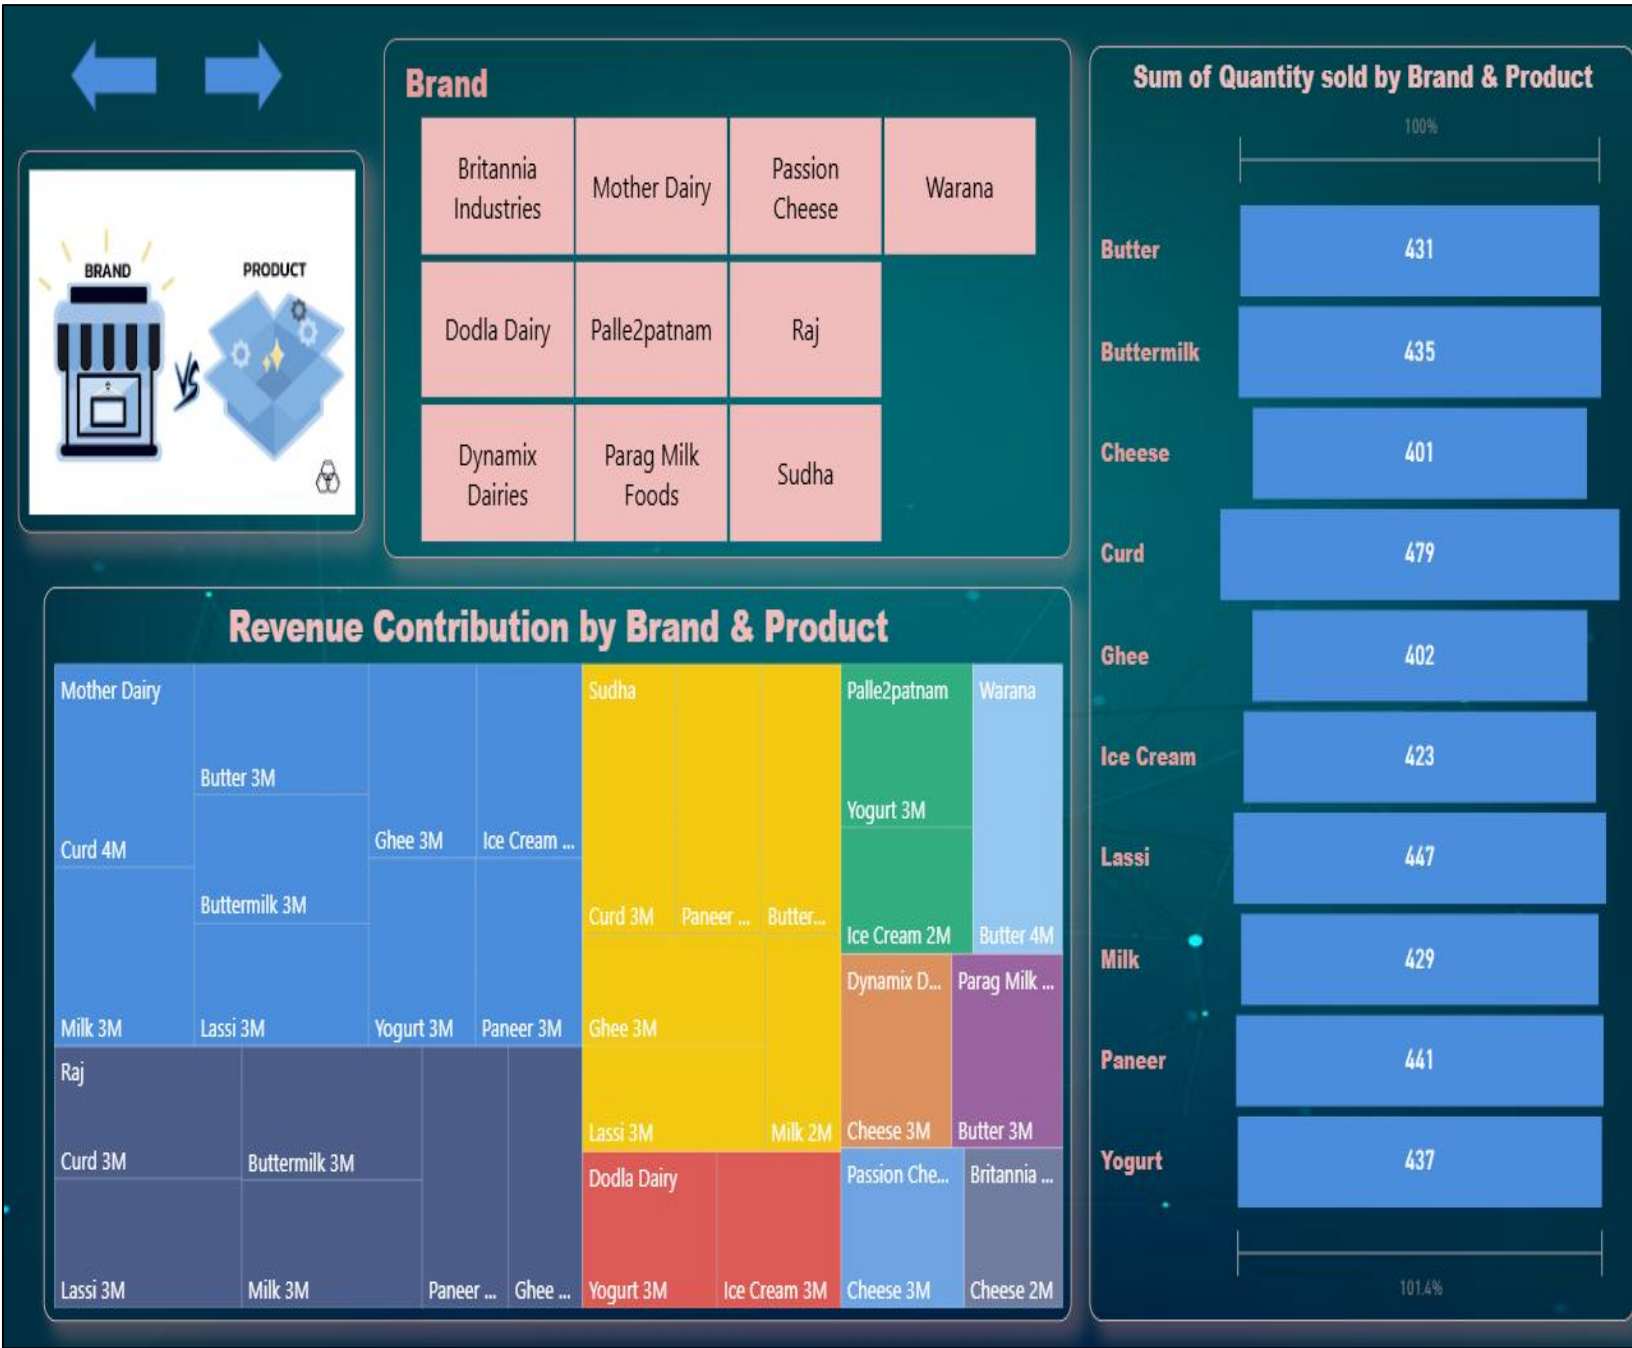 BRAND
PRODUCT
VS
Brand
Britannia
Industries
Mother Dairy
Passion
Cheese
Warana
Dodla Dairy
Palle2patnam
Raj
Dynamix
Dairies
Parag Milk
Foods
Sudha
Revenue Contribution by Brand & Product
Mother Dairy
Curd 4M
Milk 3M
Butter 3M
Buttermilk 3M
Lassi 3M
Ghee 3M
Ice Cream ...
Yogurt 3M
Paneer 3M
Raj
Curd 3M
Lassi 3M
Buttermilk 3M
Milk 3M
Paneer ...
Ghee ...
Sudha
Curd 3M
Paneer ...
Butter...
Ghee 3M
Lassi 3M
Milk 2M
Dodla Dairy
Yogurt 3M
Ice Cream 3M
Palle2patnam
Yogurt 3M
Ice Cream 2M
Warana
Butter 4M
Dynamix D...
Cheese 3M
Parag Milk ...
Butter 3M
Passion Che...
Cheese 3M
Britannia ...
Cheese 2M
Sum of Quantity sold by Brand & Product
100%
Butter 431
Buttermilk 435
Cheese 401
Curd 479
Ghee 402
Ice Cream 423
Lassi 447
Milk 429
Paneer 441
Yogurt 437
101.4%